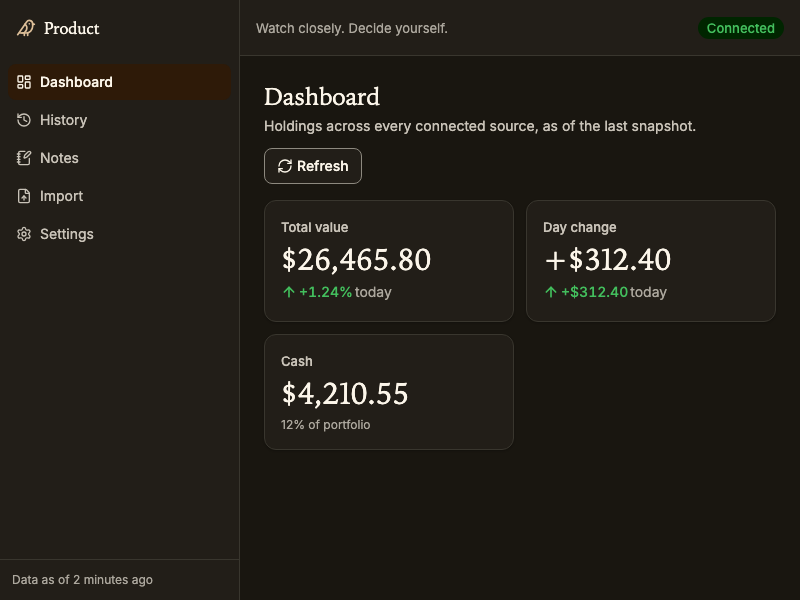 Product
Dashboard
History
Notes
Import
Settings
Data as of 2 minutes ago
Watch closely. Decide yourself.
Connected
Dashboard
Holdings across every connected source, as of the last snapshot.
Refresh
Total value
$26,465.80
+1.24% today
Day change
+$312.40
+$312.40 today
Cash
$4,210.55
12% of portfolio